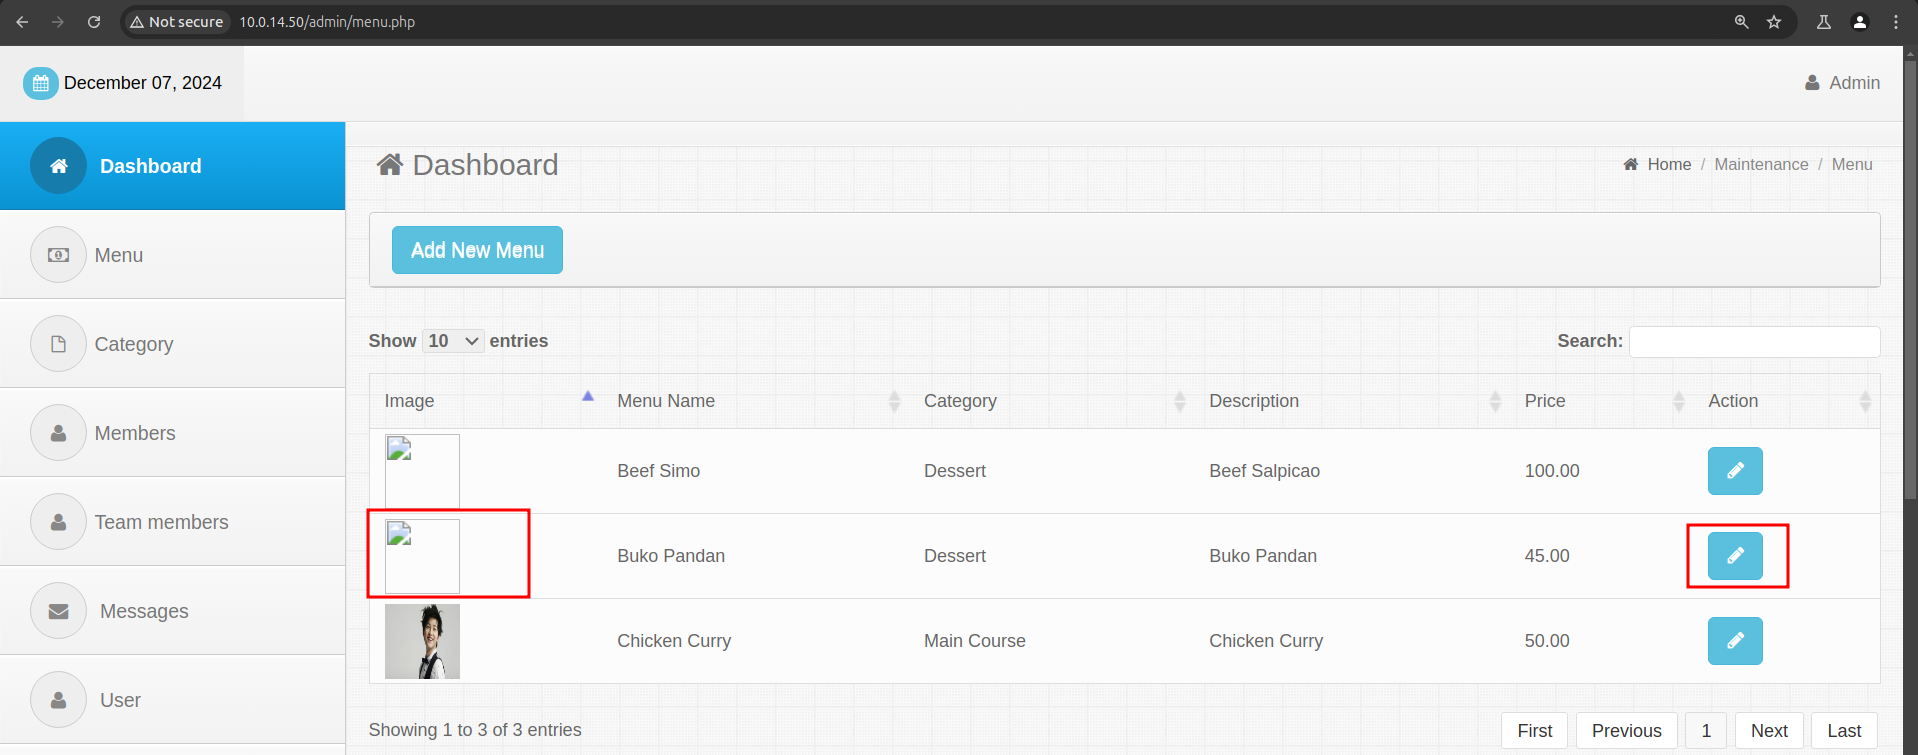 Not secure 10.0.14.50/admin/menu.php
December 07, 2024
Admin
Dashboard
Menu
Category
Members
Team members
Messages
User
Dashboard
Home / Maintenance / Menu
Add New Menu
Show 10 entries
Search:
Image Menu Name Category Description Price Action
Beef Simo Dessert Beef Salpicao 100.00
Buko Pandan Dessert Buko Pandan 45.00
Chicken Curry Main Course Chicken Curry 50.00
Showing 1 to 3 of 3 entries
First Previous 1 Next Last